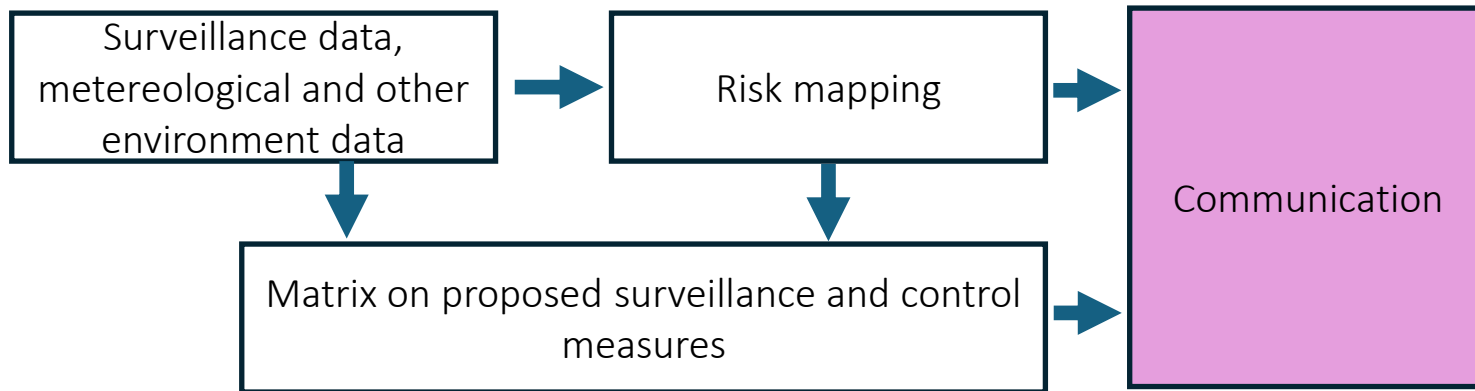 Surveillance data,
metereological and other
environment data
Risk mapping
Communication
Matrix on proposed surveillance and control
measures